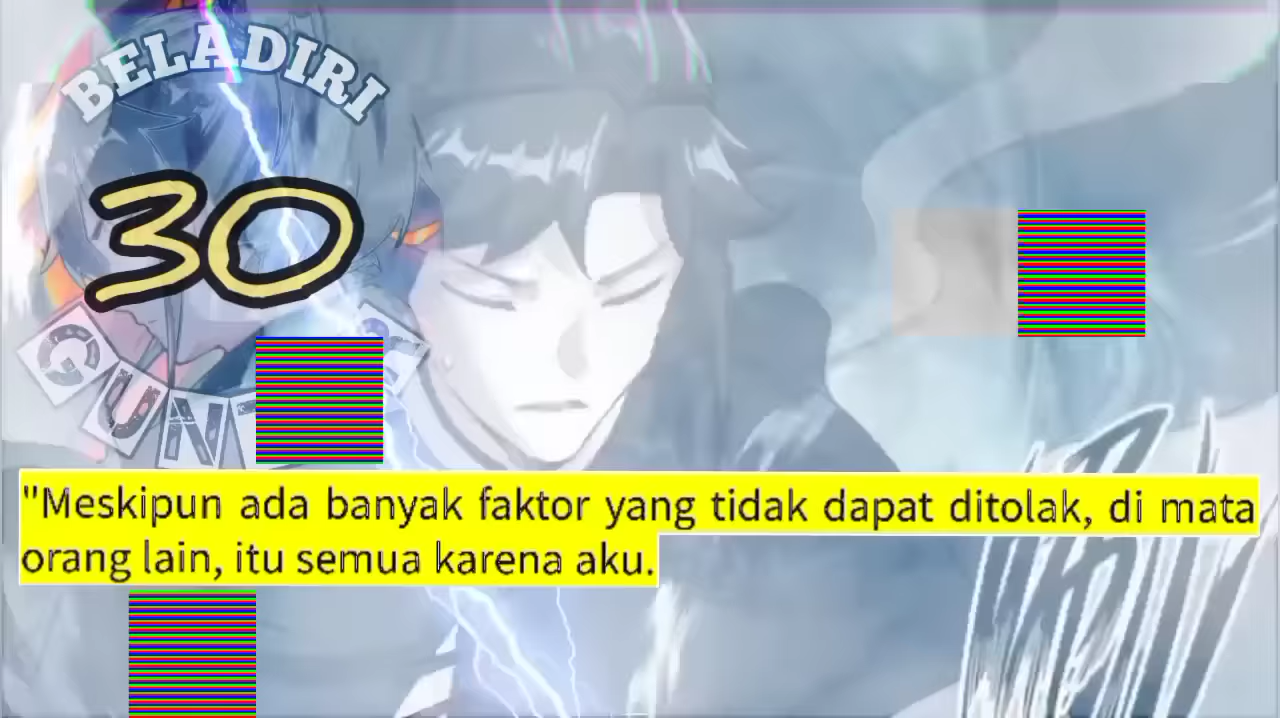 BELADIRI
30
"Meskipun ada banyak faktor yang tidak dapat ditolak, di mata
orang lain, itu semua karena aku.